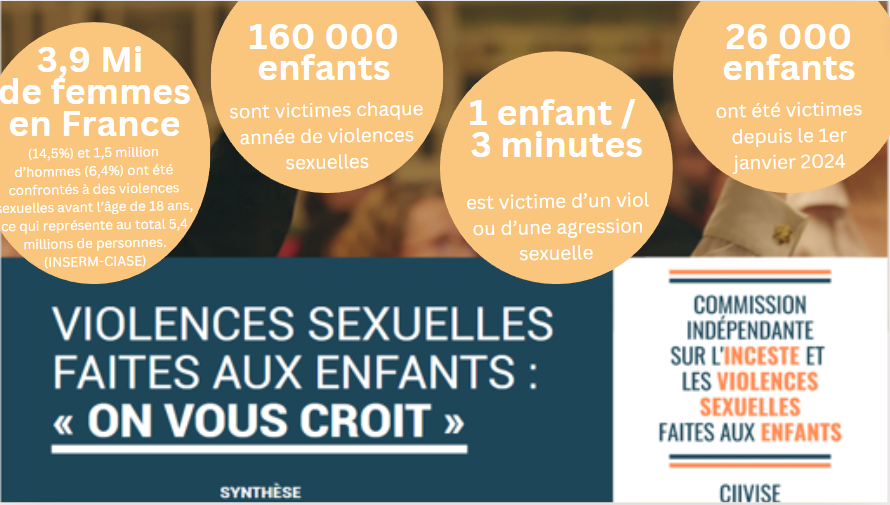 3,9 Mi
de femmes
en France
(14,5%) et 1,5 million
d'hommes (6,4%) ont été
confrontés à des violences
sexuelles avant l'âge de 18 ans,
ce qui représente au total 5,4
millions de personnes.
(INSERM-CIASE)
160 000
enfants
sont victimes chaque
année de violences
sexuelles
1 enfant /
3 minutes
est victime d'un viol
ou d'une agression
sexuelle
26 000
enfants
ont été victimes
depuis le 1er
janvier 2024
VIOLENCES SEXUELLES
FAITES AUX ENFANTS :
« ON VOUS CROIT »
SYNTHÈSE
COMMISSION
INDÉPENDANTE
SUR L'INCESTE ET
LES VIOLENCES
SEXUELLES
FAITES AUX ENFANTS
CIIVISE